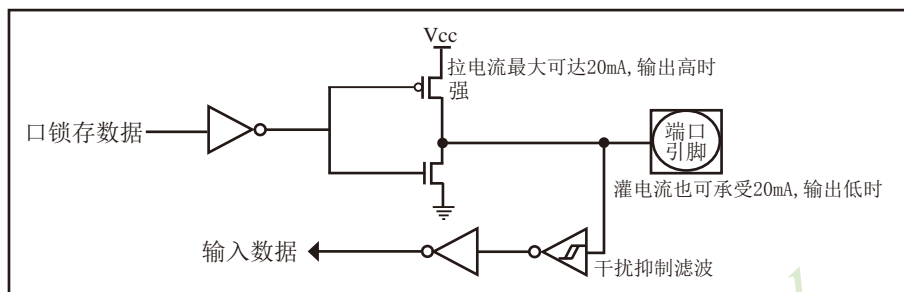 Vcc
拉电流最大可达20mA,输出高时
强
口锁存数据
端口
引脚
灌电流也可承受20mA,输出低时
输入数据
干扰抑制滤波